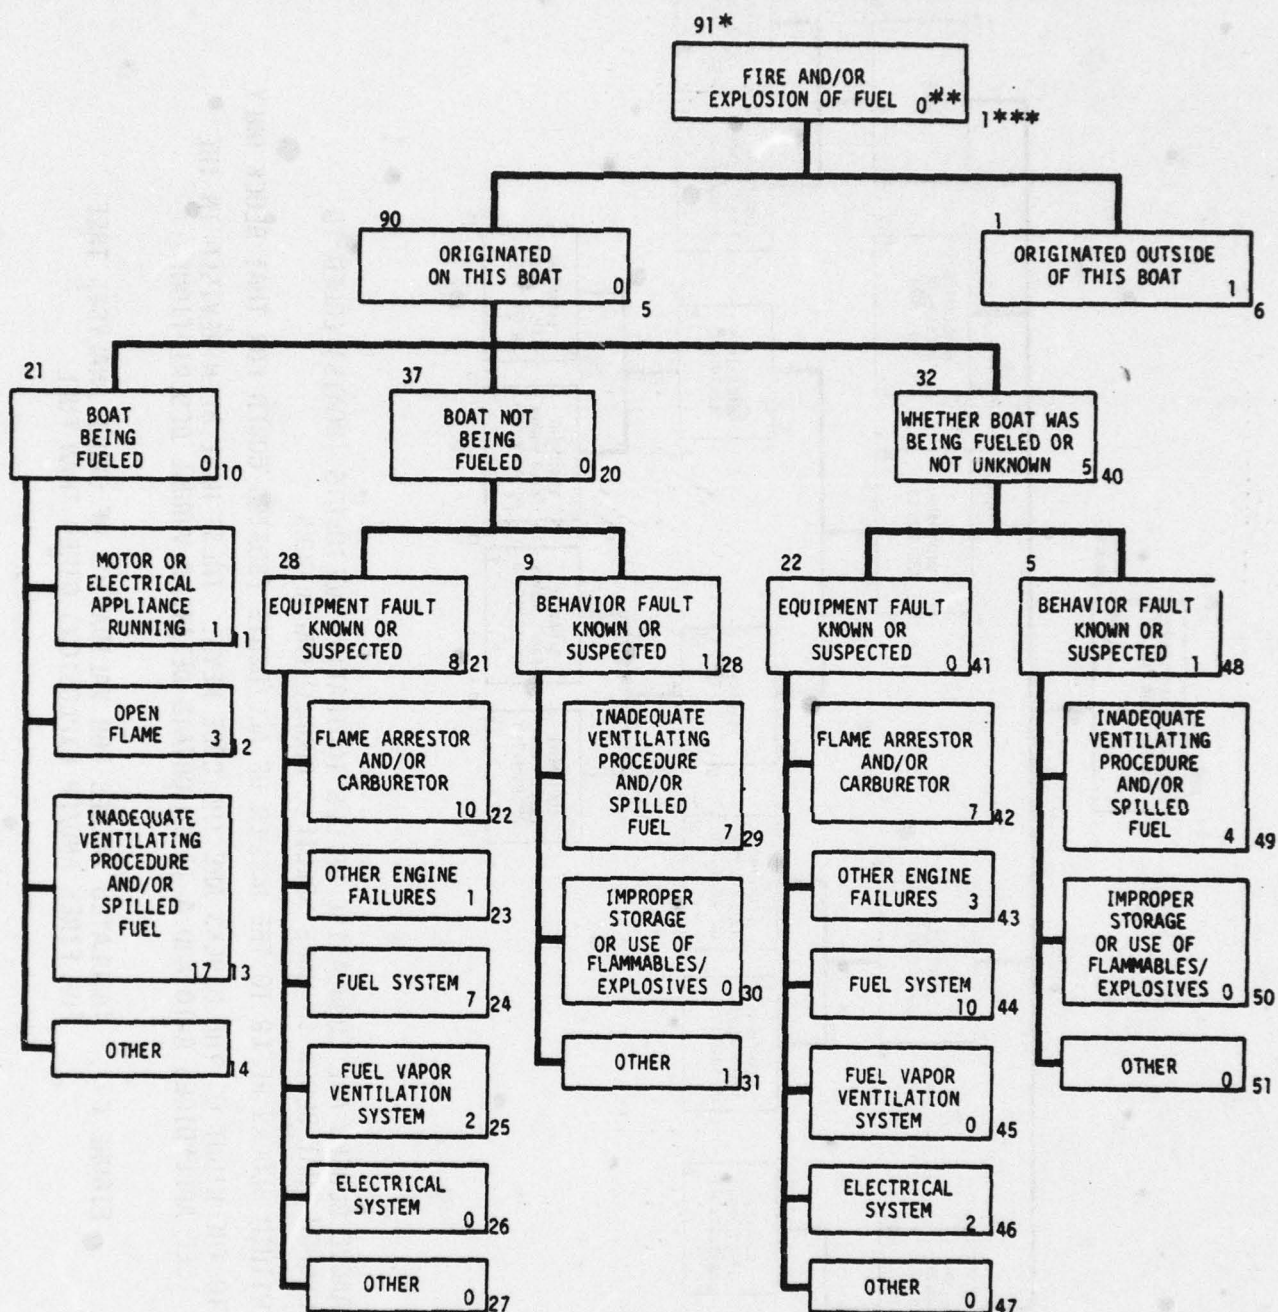 91*
FIRE AND/OR
EXPLOSION OF FUEL 0**
1***
90
ORIGINATED
ON THIS BOAT 0
5
1
ORIGINATED OUTSIDE
OF THIS BOAT 1
6
21
BOAT
BEING
FUELED 0
10
37
BOAT NOT
BEING
FUELED 0
20
32
WHETHER BOAT WAS
BEING FUELED OR
NOT UNKNOWN 5
40
MOTOR OR
ELECTRICAL
APPLIANCE
RUNNING 1
11
OPEN
FLAME 3
12
INADEQUATE
VENTILATING
PROCEDURE
AND/OR
SPILLED
FUEL
17
13
OTHER
14
28
EQUIPMENT FAULT
KNOWN OR
SUSPECTED 8
21
FLAME ARRESTOR
AND/OR
CARBURETOR
10
22
OTHER ENGINE
FAILURES 1
23
FUEL SYSTEM
7
24
FUEL VAPOR
VENTILATION
SYSTEM 2
25
ELECTRICAL
SYSTEM 0
26
OTHER
0
27
9
BEHAVIOR FAULT
KNOWN OR
SUSPECTED 1
28
INADEQUATE
VENTILATING
PROCEDURE
AND/OR
SPILLED
FUEL 7
29
IMPROPER
STORAGE
OR USE OF
FLAMMABLES/
EXPLOSIVES 0
30
OTHER
1
31
22
EQUIPMENT FAULT
KNOWN OR
SUSPECTED 0
41
FLAME ARRESTOR
AND/OR
CARBURETOR
7
42
OTHER ENGINE
FAILURES 3
43
FUEL SYSTEM
10
44
FUEL VAPOR
VENTILATION
SYSTEM 0
45
ELECTRICAL
SYSTEM 2
46
OTHER
0
47
5
BEHAVIOR FAULT
KNOWN OR
SUSPECTED 1
48
INADEQUATE
VENTILATING
PROCEDURE
AND/OR
SPILLED
FUEL 4
49
IMPROPER
STORAGE
OR USE OF
FLAMMABLES/
EXPLOSIVES 0
50
OTHER
0
51